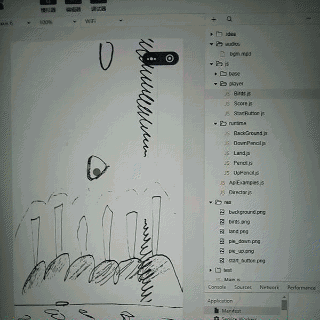 100%
WiFi
.idea
audios
bgm.mp3
js
base
player
Birds.js
Score.js
StartButton.js
runtime
BackGround.js
DownPencil.js
Land.js
Pencil.js
UpPencil.js
ApiExamples.js
Director.js
res
background.png
birds.png
land.png
pie_down.png
pie_up.png
start_button.png
test
Console Sources Network Performance
Application
Manifest